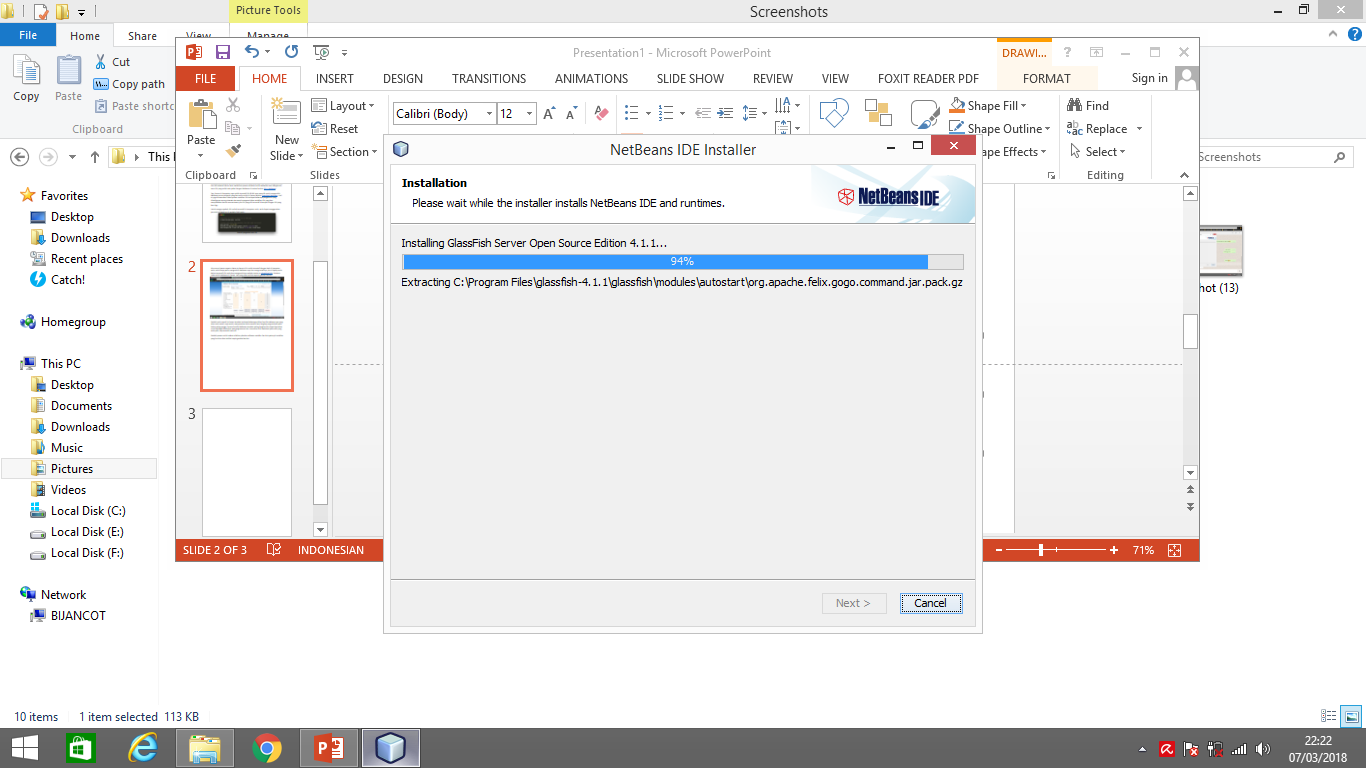 Picture Tools
Screenshots
File
Home
Share
View
Manage
Copy
Paste
Cut
Copy path
Paste shortc
Clipboard
This
Screenshots
Presentation1 - Microsoft PowerPoint
DRAWI...
FILE
HOME
INSERT
DESIGN
TRANSITIONS
ANIMATIONS
SLIDE SHOW
REVIEW
VIEW
FOXIT READER PDF
FORMAT
Sign in
Paste
Clipboard
New
Slide
Layout
Reset
Section
Slides
Calibri (Body)
12
Shape Fill
Shape Outline
ape Effects
Find
Replace
Select
Editing
Favorites
Desktop
Downloads
Recent places
Catch!
Homegroup
This PC
Desktop
Documents
Downloads
Music
Pictures
Videos
Local Disk (C:)
Local Disk (E:)
Local Disk (F:)
Network
BIJANCOT
2
3
NetBeans IDE Installer
Installation
Please wait while the installer installs NetBeans IDE and runtimes.
NetBeans IDE
Installing GlassFish Server Open Source Edition 4.1.1...
94%
Extracting C:\Program Files\glassfish-4.1.1\glassfish\modules\autostart\org.apache.felix.gogo.command.jar.pack.gz
Next >
Cancel
hot (13)
SLIDE 2 OF 3
INDONESIAN
71%
10 items
1 item selected 113 KB
22:22
07/03/2018